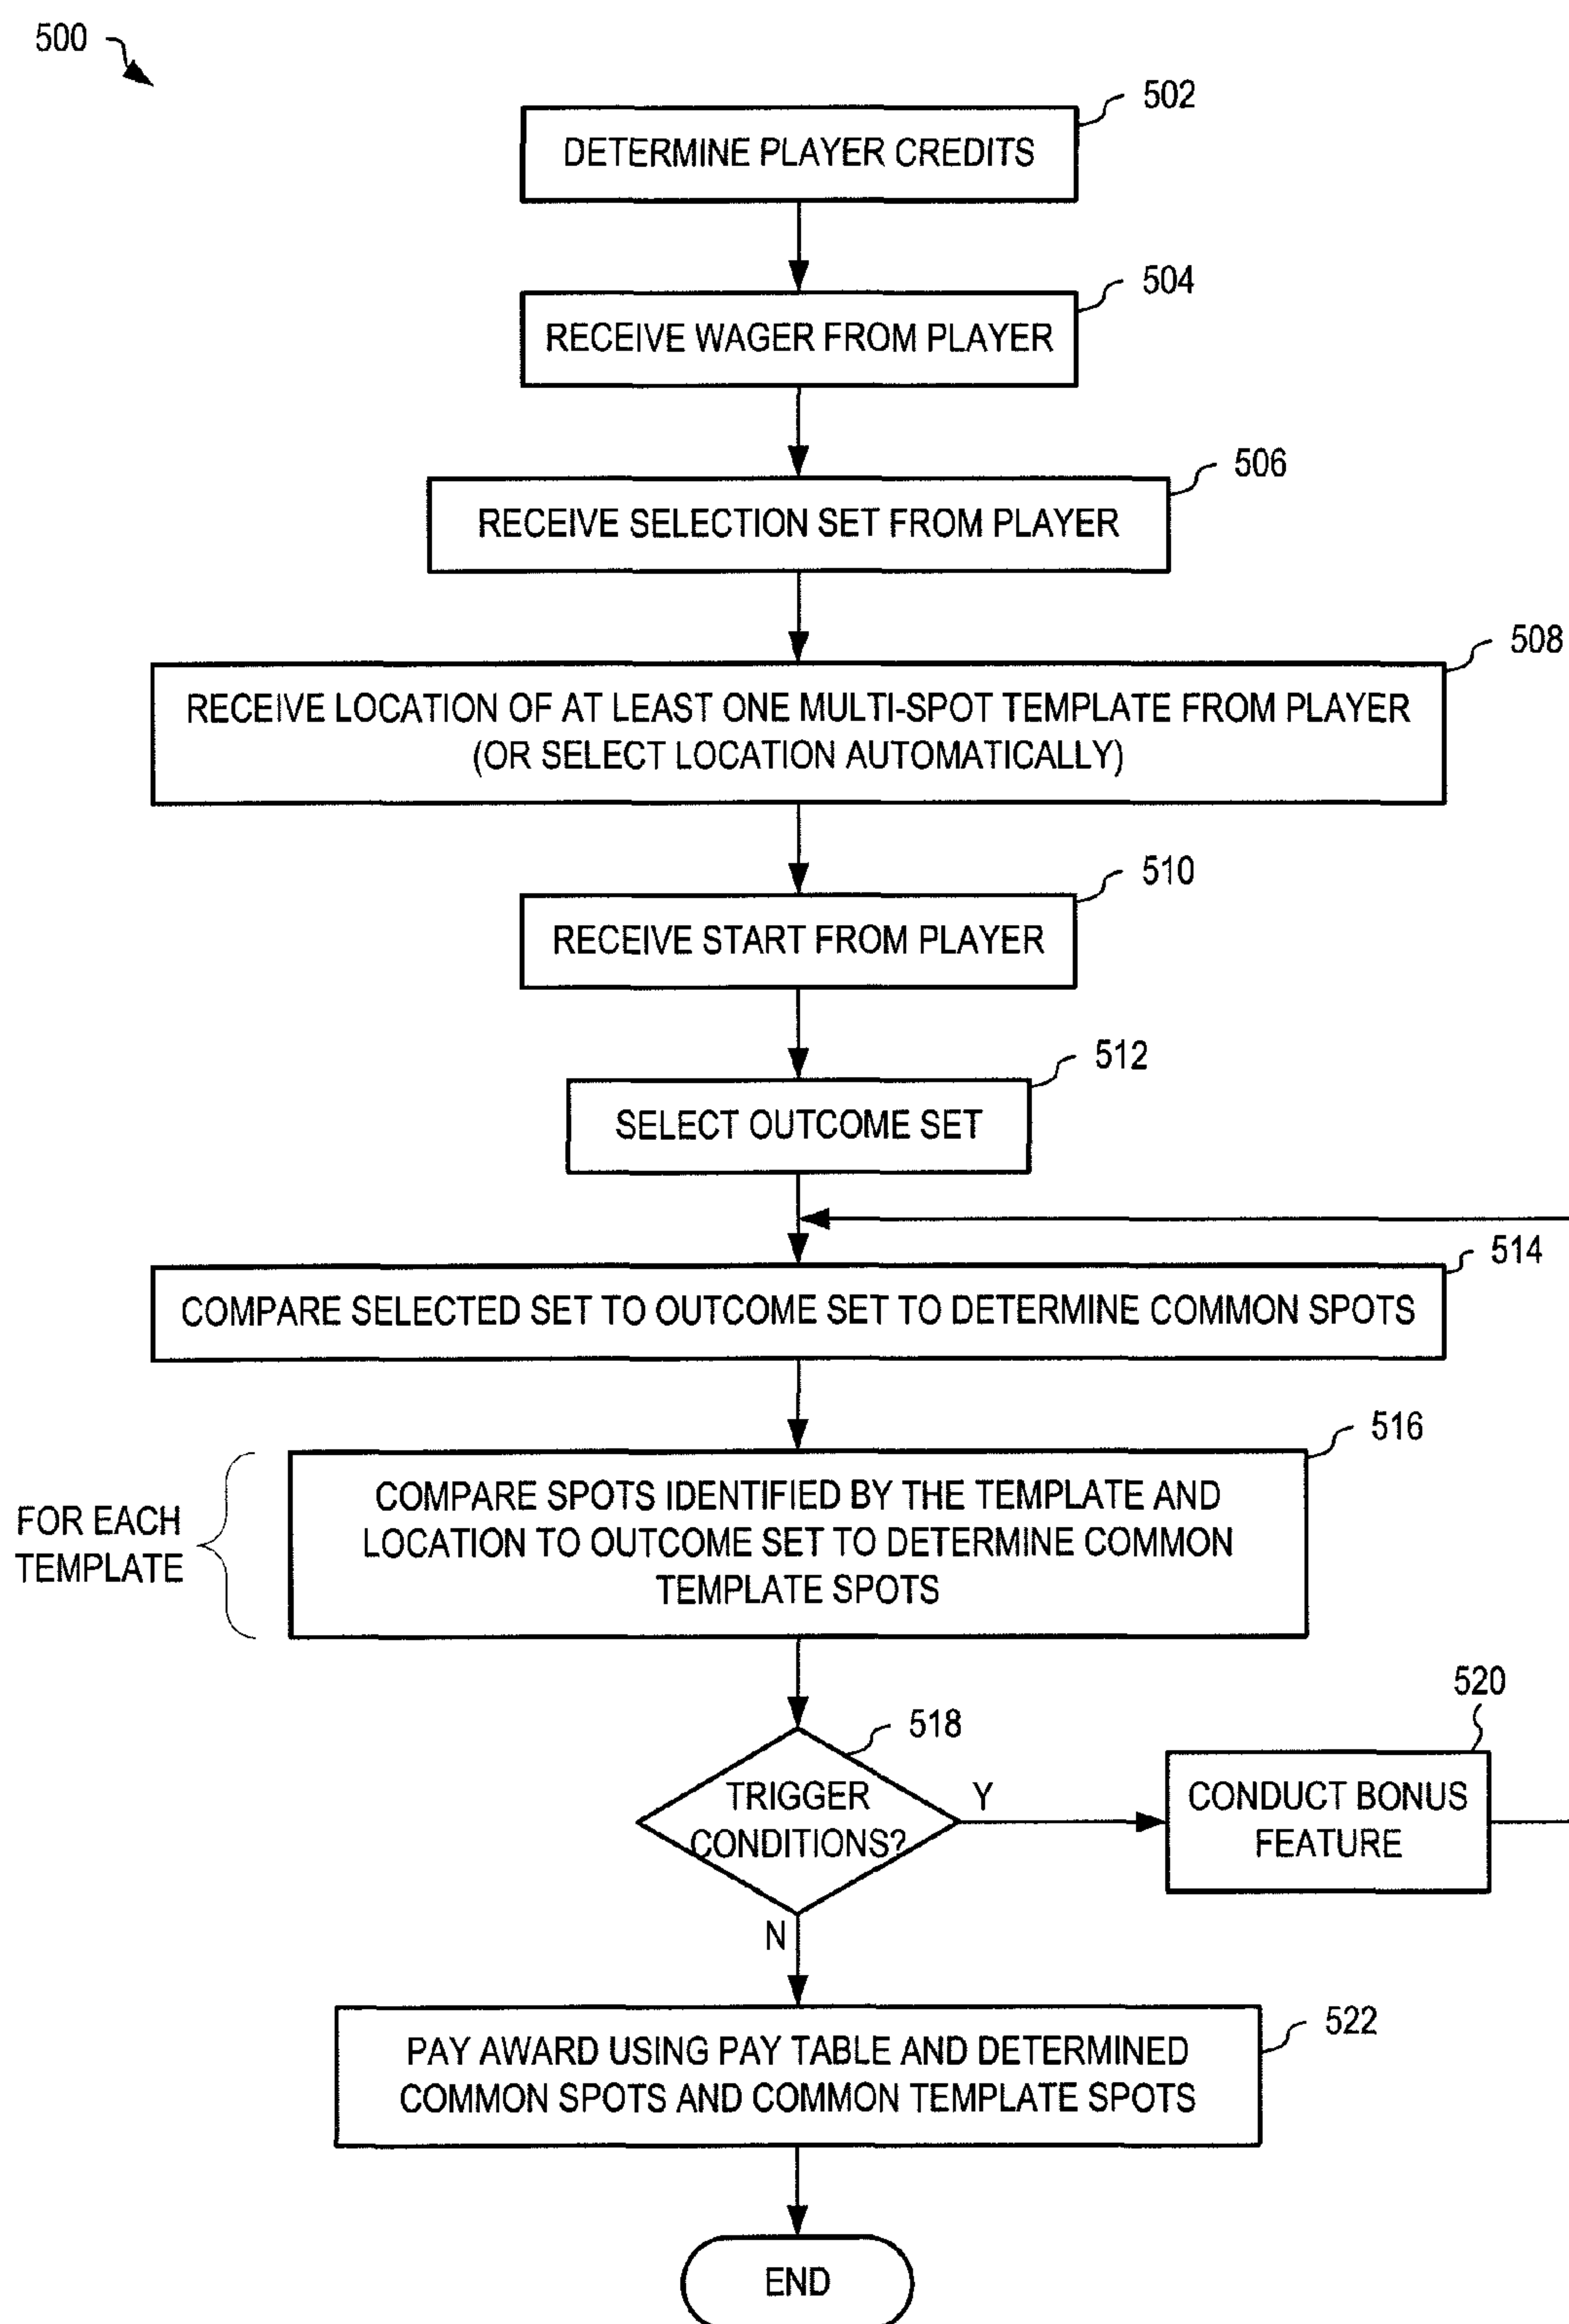 500
502
DETERMINE PLAYER CREDITS
504
RECEIVE WAGER FROM PLAYER
506
RECEIVE SELECTION SET FROM PLAYER
508
RECEIVE LOCATION OF AT LEAST ONE MULTI-SPOT TEMPLATE FROM PLAYER
(OR SELECT LOCATION AUTOMATICALLY)
510
RECEIVE START FROM PLAYER
512
SELECT OUTCOME SET
514
COMPARE SELECTED SET TO OUTCOME SET TO DETERMINE COMMON SPOTS
516
FOR EACH
TEMPLATE
COMPARE SPOTS IDENTIFIED BY THE TEMPLATE AND
LOCATION TO OUTCOME SET TO DETERMINE COMMON
TEMPLATE SPOTS
518
TRIGGER
CONDITIONS?
Y
520
CONDUCT BONUS
FEATURE
N
522
PAY AWARD USING PAY TABLE AND DETERMINED
COMMON SPOTS AND COMMON TEMPLATE SPOTS
END